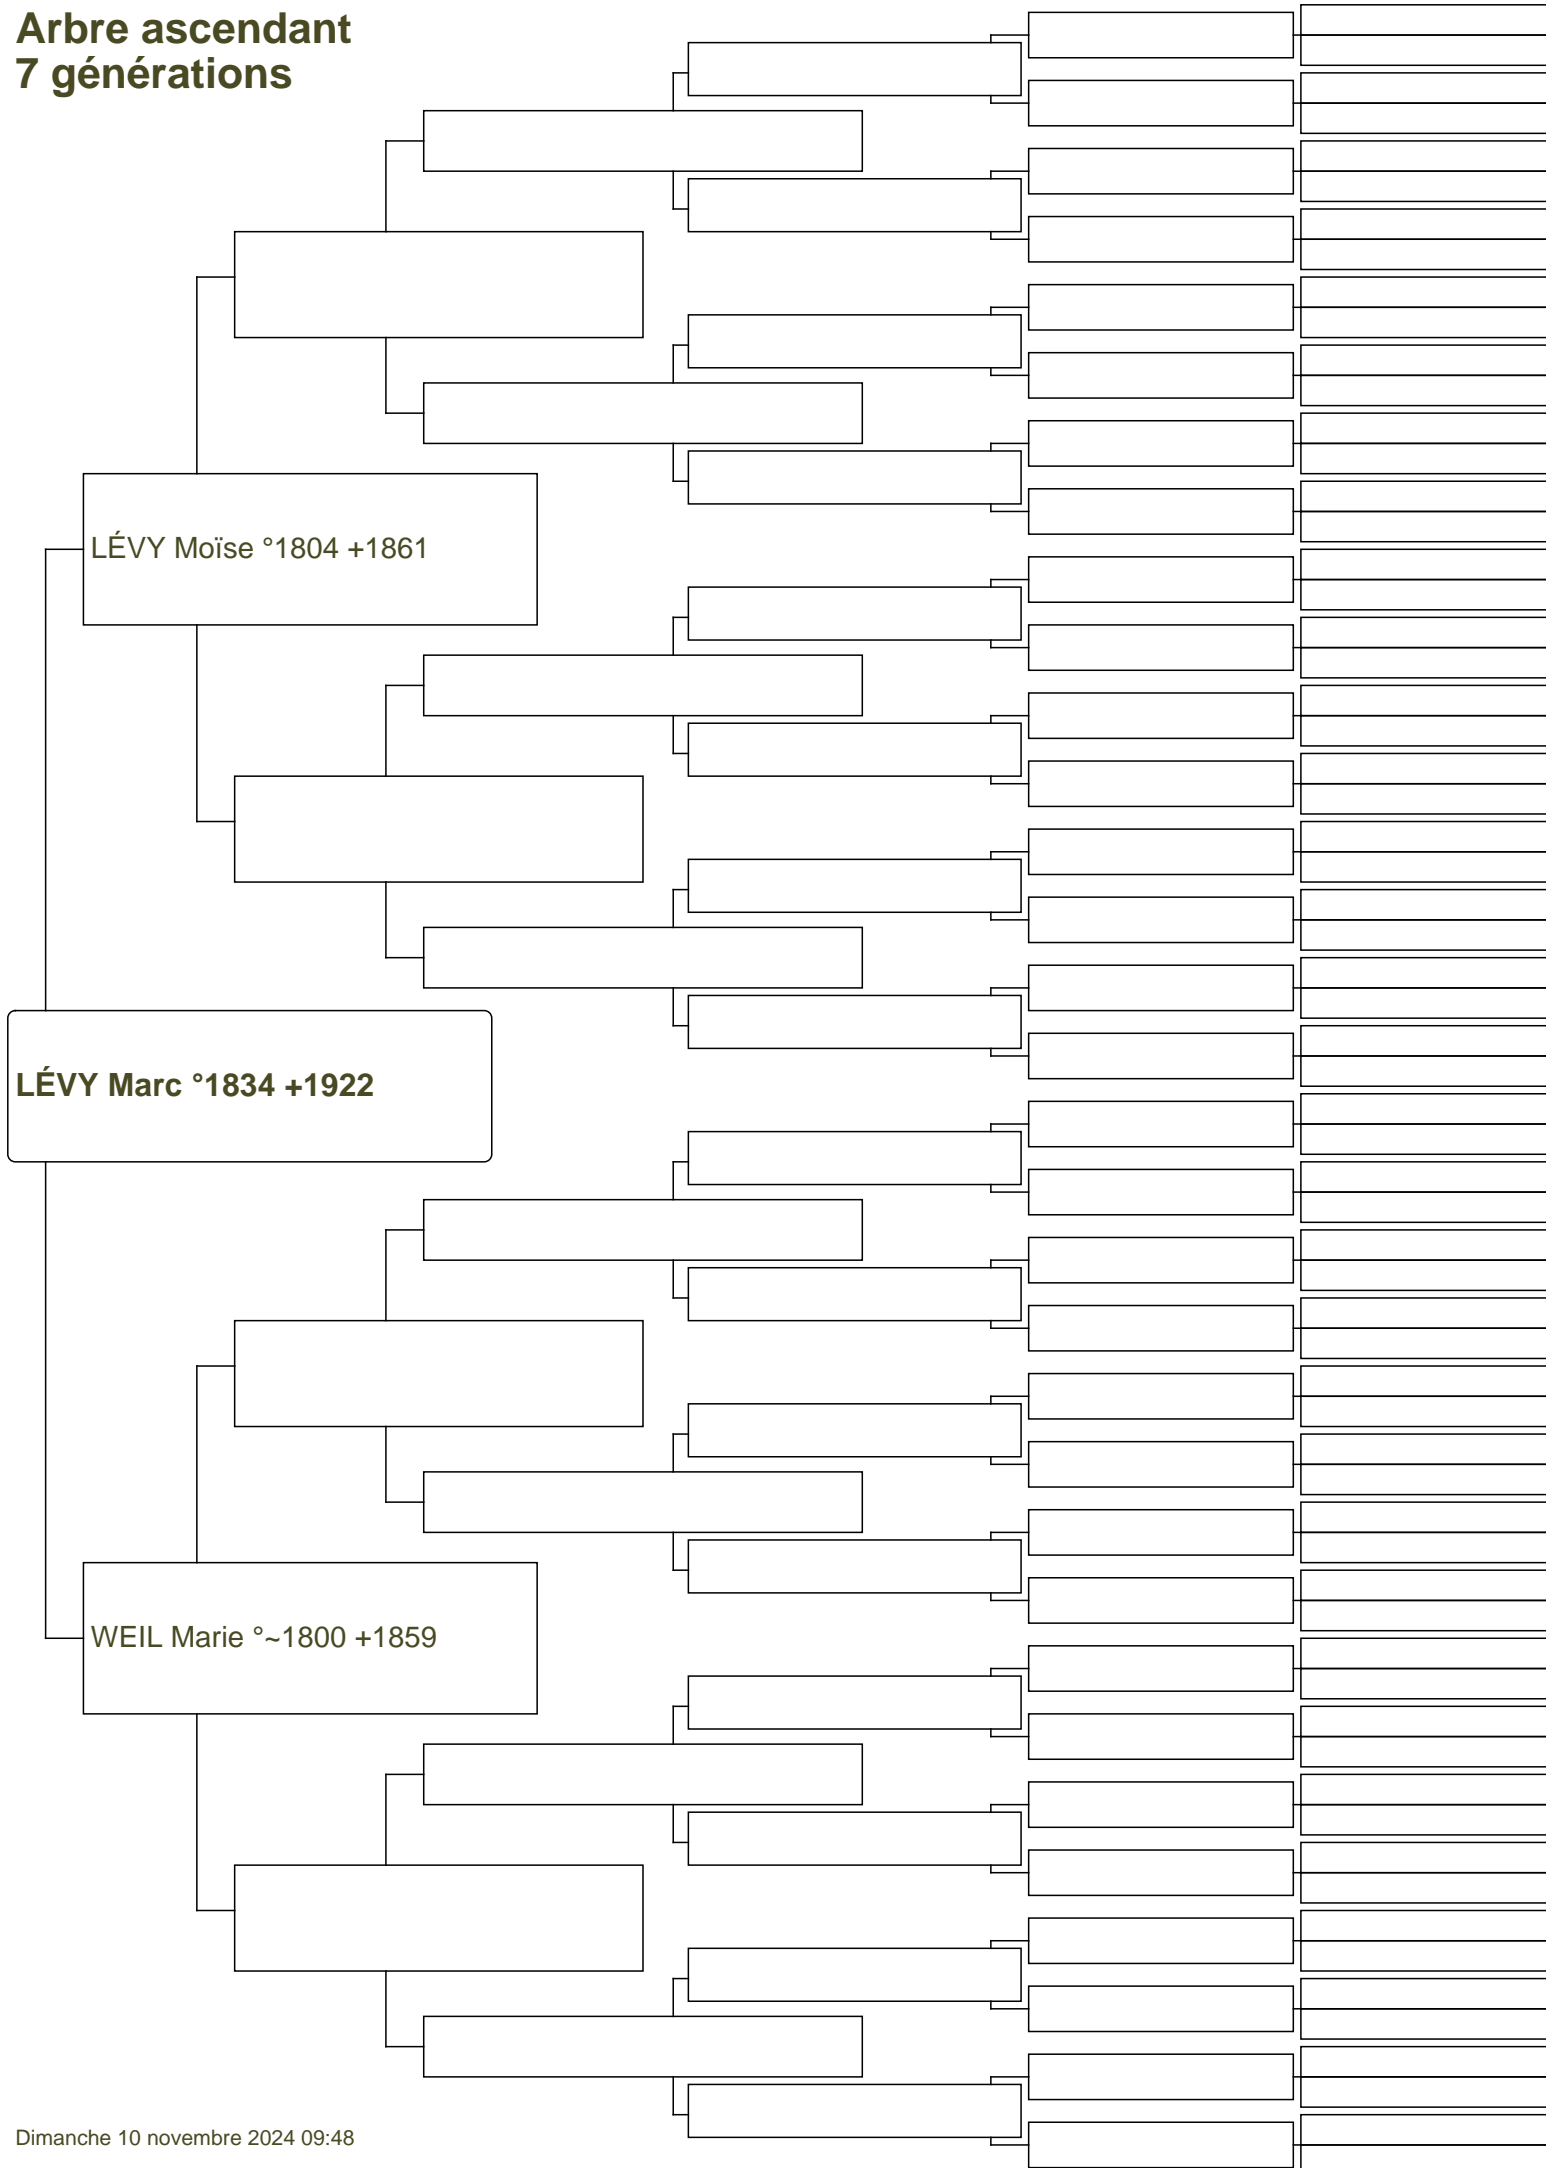 Arbre ascendant
7 générations
LÉVY Moïse °1804 +1861
LÉVY Marc °1834 +1922
WEIL Marie °~1800 +1859
Dimanche 10 novembre 2024 09:48